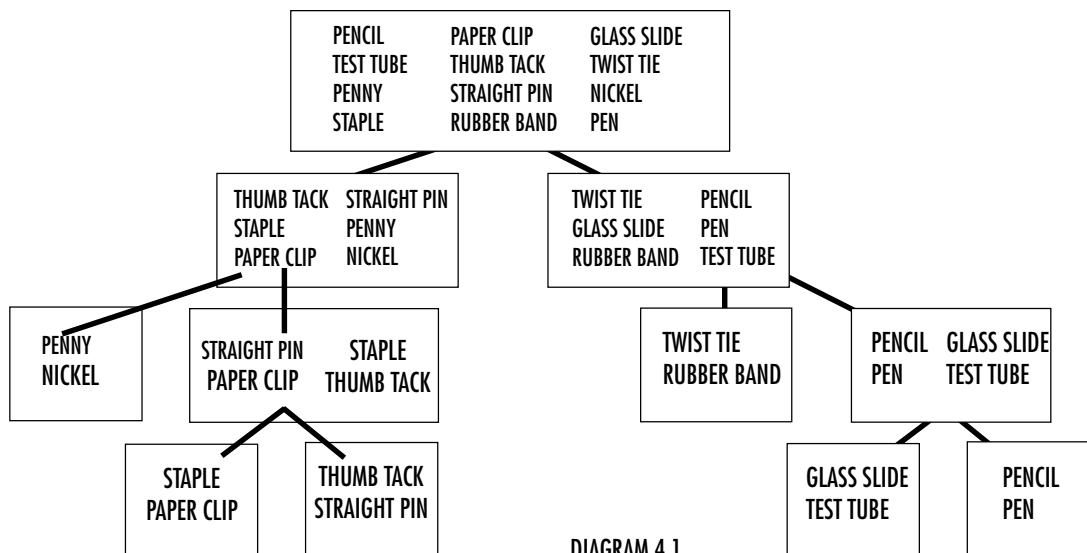 PENCIL PAPER CLIP GLASS SLIDE
TEST TUBE THUMB TACK TWIST TIE
PENNY STRAIGHT PIN NICKEL
STAPLE RUBBER BAND PEN
THUMB TACK STRAIGHT PIN
STAPLE PENNY
PAPER CLIP NICKEL
TWIST TIE PENCIL
GLASS SLIDE PEN
RUBBER BAND TEST TUBE
PENNY
NICKEL
STRAIGHT PIN STAPLE
PAPER CLIP THUMB TACK
TWIST TIE
RUBBER BAND
PENCIL GLASS SLIDE
PEN TEST TUBE
STAPLE
PAPER CLIP
THUMB TACK
STRAIGHT PIN
GLASS SLIDE
TEST TUBE
PENCIL
PEN
DIAGRAM 4.1